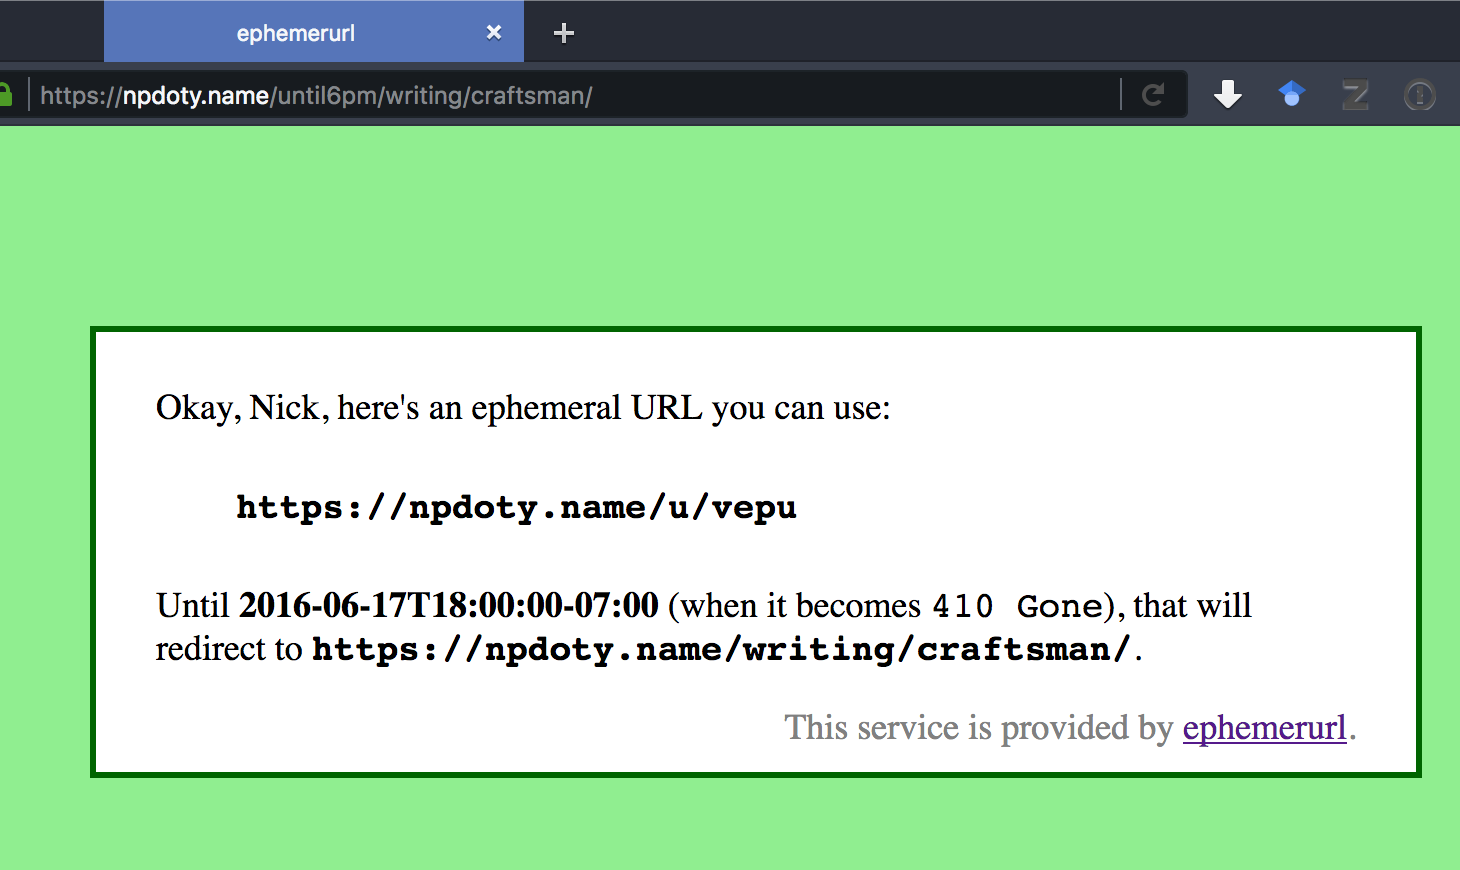 ephemerurl
https://npdoty.name/until6pm/writing/craftsman/
Okay, Nick, here's an ephemeral URL you can use:
https://npdoty.name/u/vepu
Until 2016-06-17T18:00:00-07:00 (when it becomes 410 Gone), that will
redirect to https://npdoty.name/writing/craftsman/.
This service is provided by ephemerurl.